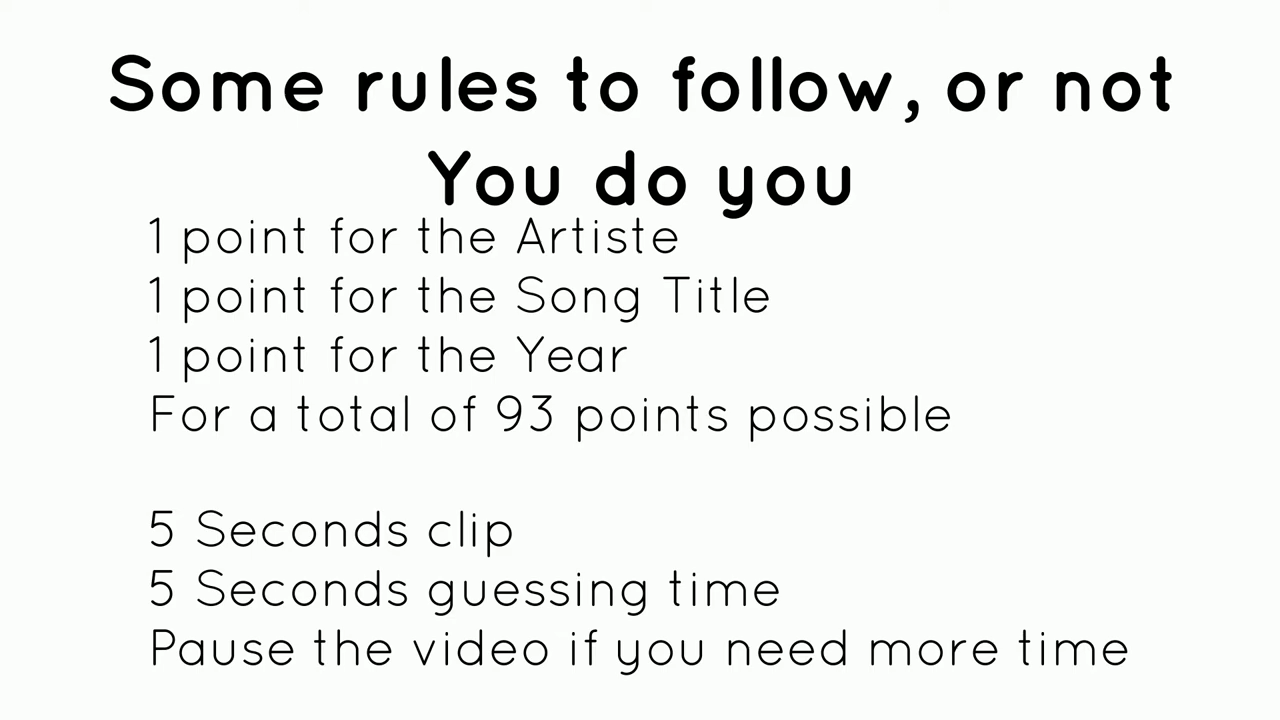 Some rules to follow, or not
You do you
1 point for the Artiste
1 point for the Song Title
1 point for the Year
For a total of 93 points possible
5 Seconds clip
5 Seconds guessing time
Pause the video if you need more time